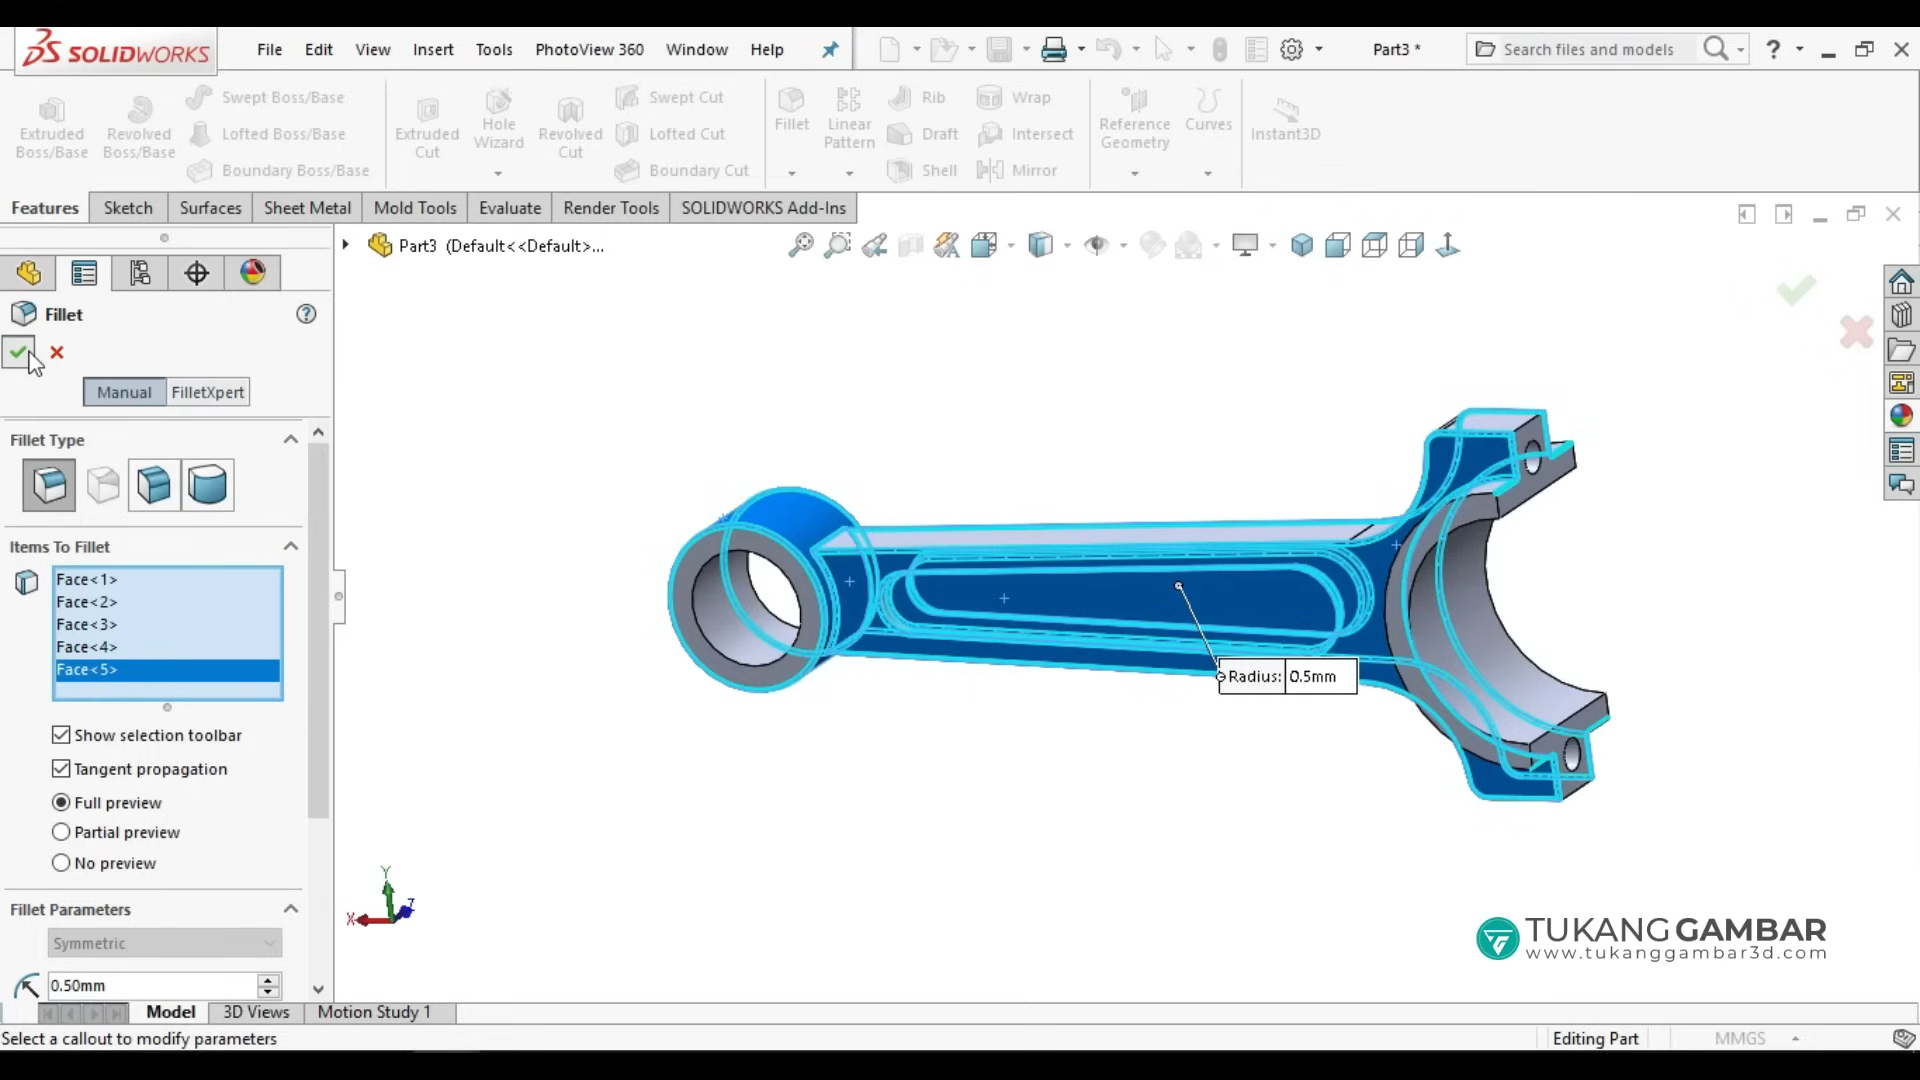 SOLIDWORKS File Edit View Insert Tools PhotoView 360 Window Help Part3 * Search files and models ?
Extruded Boss/Base
Revolved Boss/Base
Swept Boss/Base
Lofted Boss/Base
Boundary Boss/Base
Extruded Cut
Hole Wizard
Revolved Cut
Swept Cut
Lofted Cut
Boundary Cut
Fillet
Linear Pattern
Rib
Draft
Shell
Wrap
Intersect
Mirror
Reference Geometry
Curves
Instant3D
Features Sketch Surfaces Sheet Metal Mold Tools Evaluate Render Tools SOLIDWORKS Add-Ins
Part3 (Default<<Default>...
Fillet ?
Manual FilletXpert
Fillet Type
Items To Fillet
Face<1>
Face<2>
Face<3>
Face<4>
Face<5>
Show selection toolbar
Tangent propagation
Full preview
Partial preview
No preview
Fillet Parameters
Symmetric
0.50mm
Radius: 0.5mm
Y
X
Z
TUKANGGAMBAR
www.tukanggambar3d.com
Model 3D Views Motion Study 1
Select a callout to modify parameters Editing Part MMGS